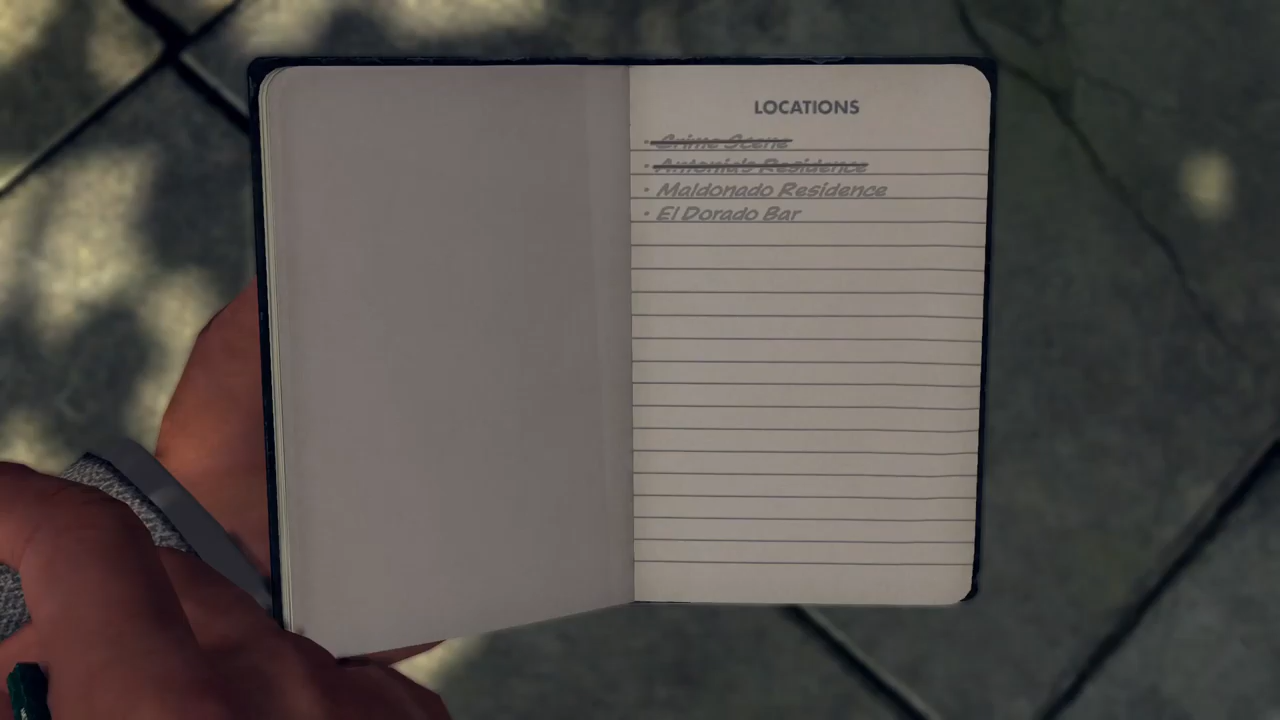 LOCATIONS
• Crime Scene
• Antonia's Residence
• Maldonado Residence
• El Dorado Bar